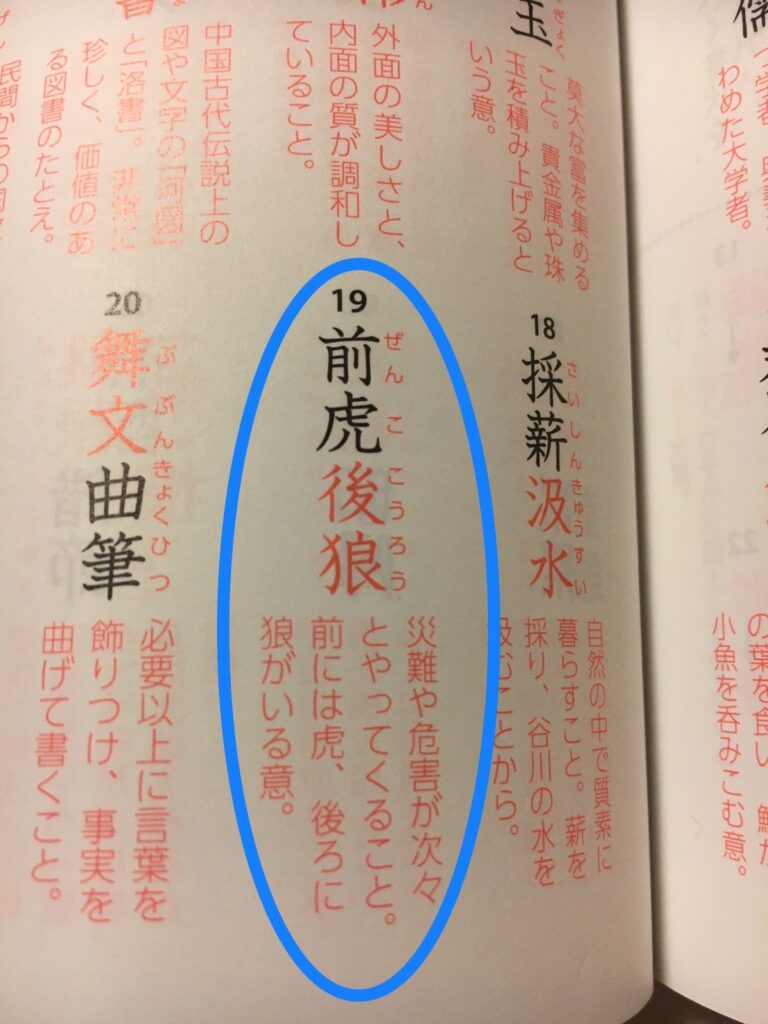 わめた大学者。
の葉を食い、鯨が
小魚を呑みこむ意。
玉
莫大な富を集める
こと。貴金属や珠
玉を積み上げると
いう意。
外面の美しさと、
内面の質が調和し
ていること。
中国古代伝説上の
図や文字の「河図」
と「洛書」。非常に
珍しく、価値のあ
る図書のたとえ。
18
採薪汲水
さいしんきゅうすい
自然の中で質素に
暮らすこと。薪を
採り、谷川の水を
汲むことから。
19
前虎後狼
ぜんここうろう
災難や危害が次々
とやってくること。
前には虎、後ろに
狼がいる意。
20
舞文曲筆
ぶぶんきょくひつ
必要以上に言葉を
飾りつけ、事実を
曲げて書くこと。